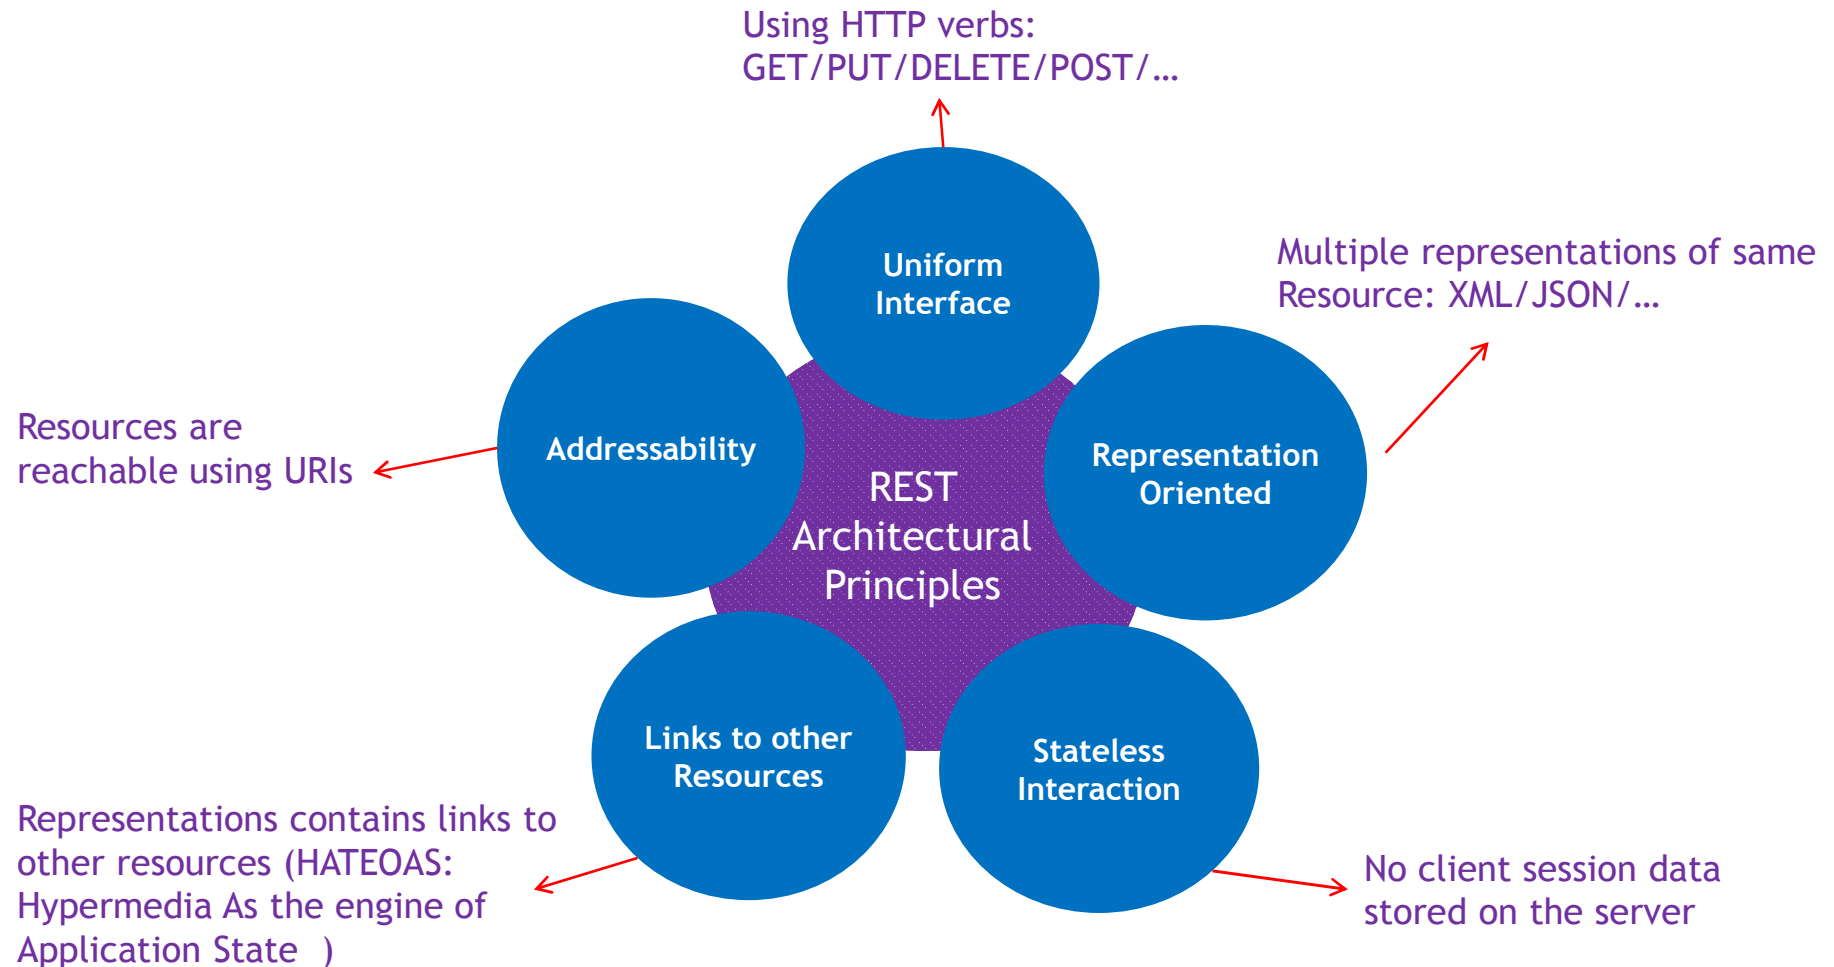 Using HTTP verbs:
GET/PUT/DELETE/POST/…
Uniform
Interface
Multiple representations of same
Resource: XML/JSON/…
Resources are
reachable using URIs
Addressability
Representation
Oriented
REST
Architectural
Principles
Links to other
Resources
Stateless
Interaction
Representations contains links to
other resources (HATEOAS:
Hypermedia As the engine of
Application State  )
No client session data
stored on the server